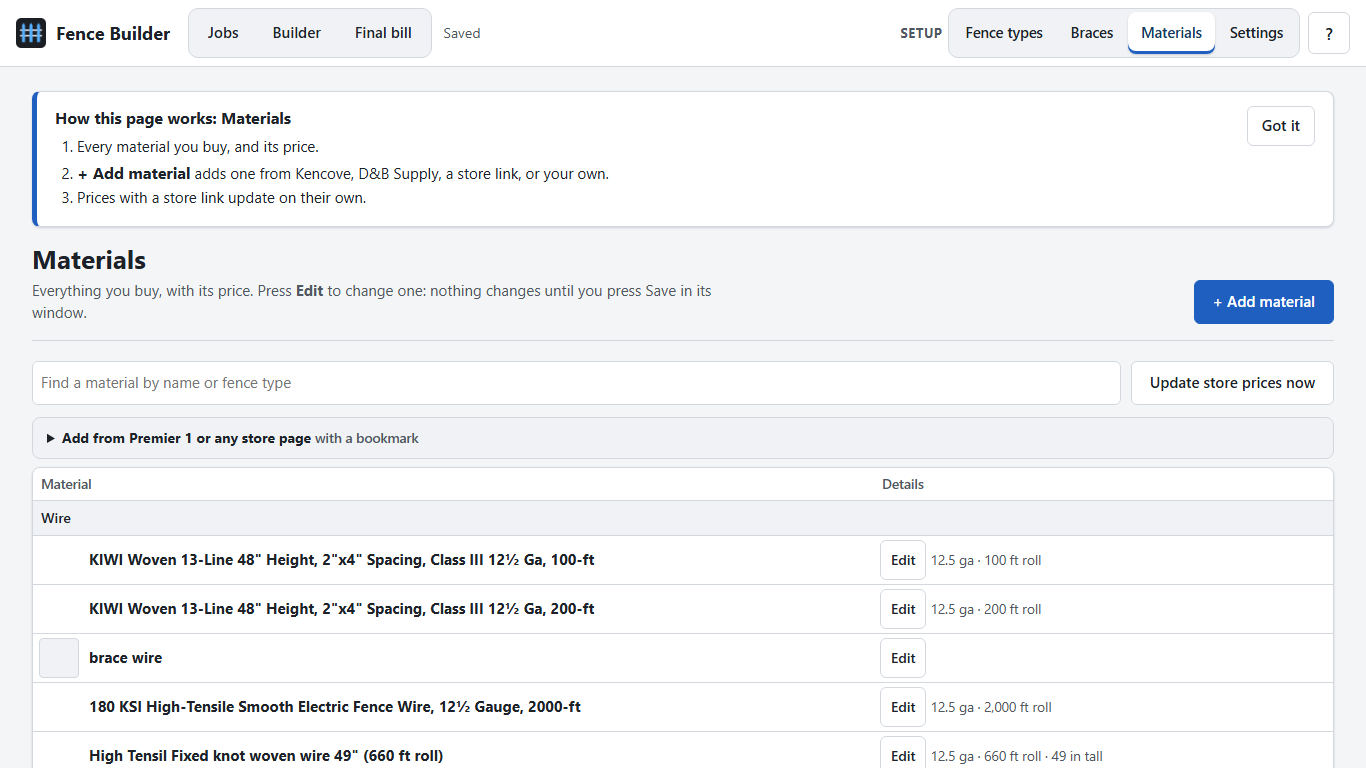 Fence Builder
Jobs
Builder
Final bill
Saved
SETUP
Fence types
Braces
Materials
Settings
?
How this page works: Materials
Got it
1. Every material you buy, and its price.
2. + Add material adds one from Kencove, D&B Supply, a store link, or your own.
3. Prices with a store link update on their own.
Materials
Everything you buy, with its price. Press Edit to change one: nothing changes until you press Save in its
window.
+ Add material
Find a material by name or fence type
Update store prices now
Add from Premier 1 or any store page with a bookmark
Material
Details
Wire
KIWI Woven 13-Line 48" Height, 2"x4" Spacing, Class III 12½ Ga, 100-ft
Edit
12.5 ga · 100 ft roll
KIWI Woven 13-Line 48" Height, 2"x4" Spacing, Class III 12½ Ga, 200-ft
Edit
12.5 ga · 200 ft roll
brace wire
Edit
180 KSI High-Tensile Smooth Electric Fence Wire, 12½ Gauge, 2000-ft
Edit
12.5 ga · 2,000 ft roll
High Tensil Fixed knot woven wire 49" (660 ft roll)
Edit
12.5 ga · 660 ft roll · 49 in tall